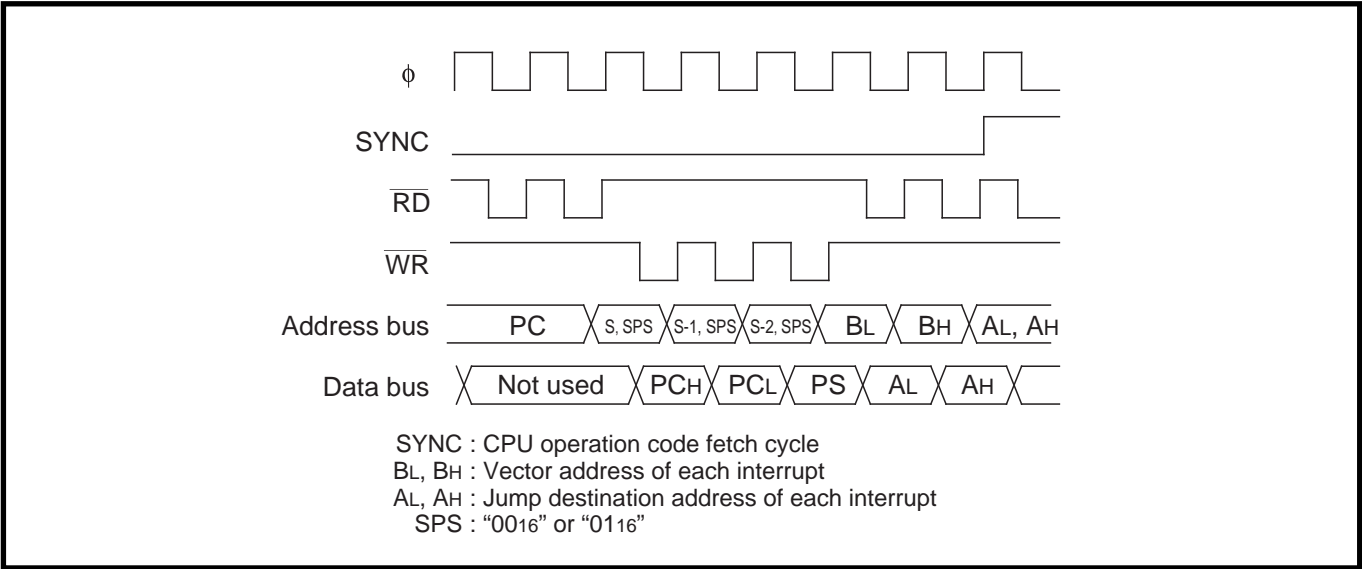 ϕ
SYNC
RD
WR
Address bus PC S, SPS S-1, SPS S-2, SPS BL BH AL, AH
Data bus Not used PCH PCL PS AL AH
SYNC : CPU operation code fetch cycle
BL, BH : Vector address of each interrupt
AL, AH : Jump destination address of each interrupt
SPS : “0016” or “0116”